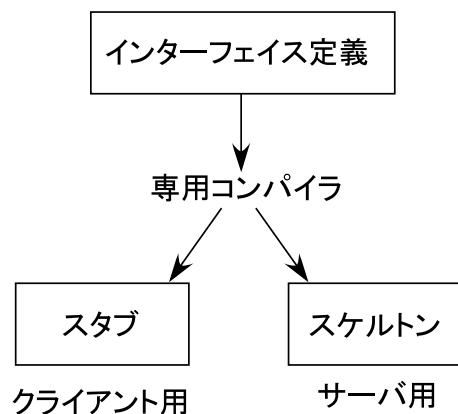 インターフェイス定義
専用コンパイラ
スタブ
スケルトン
クライアント用
サーバ用